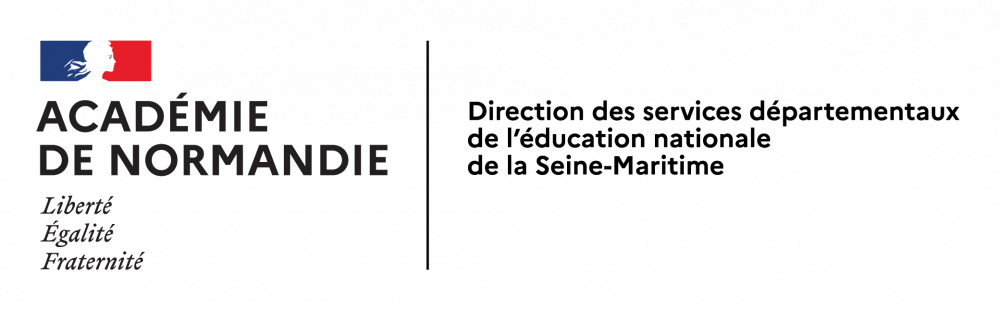 ACADÉMIE
DE NORMANDIE
Liberté
Égalité
Fraternité
Direction des services départementaux
de l’éducation nationale
de la Seine-Maritime